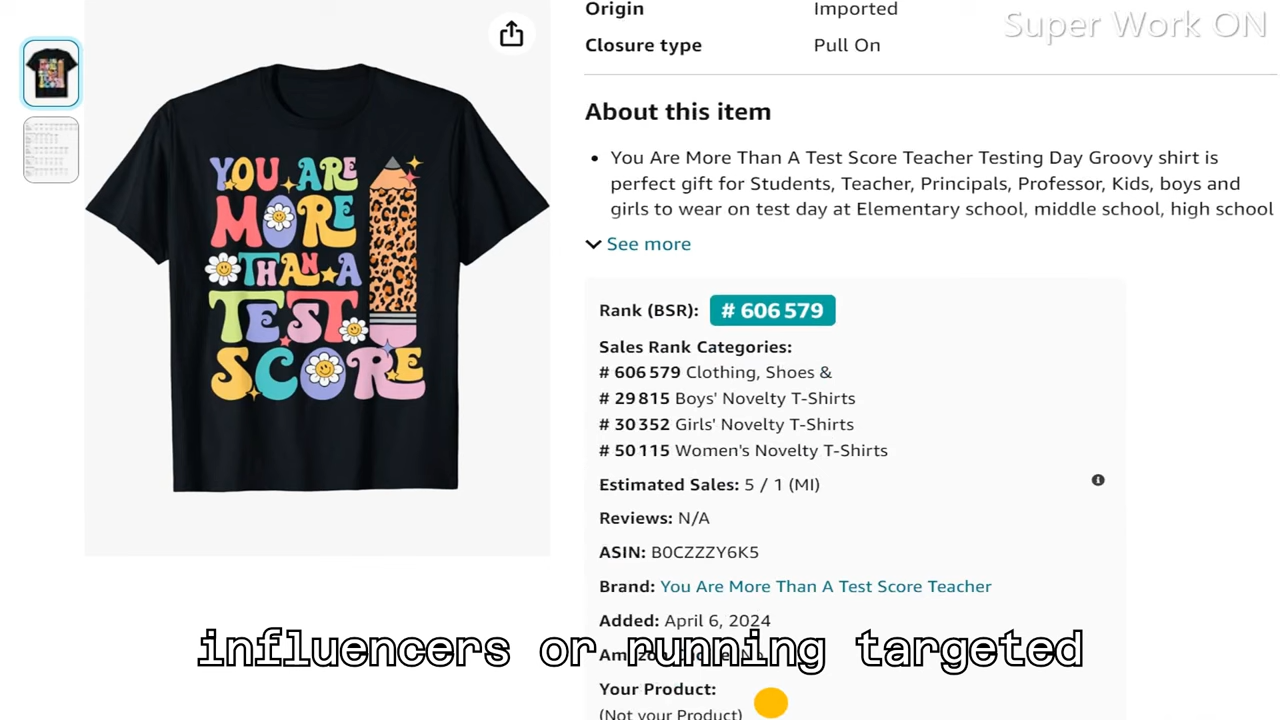 Origin Imported
Super Work ON
Closure type Pull On
YOU ARE
MORE
THAN A
TEST
SCORE
About this item
• You Are More Than A Test Score Teacher Testing Day Groovy shirt is
perfect gift for Students, Teacher, Principals, Professor, Kids, boys and
girls to wear on test day at Elementary school, middle school, high school
See more
Rank (BSR): # 606 579
Sales Rank Categories:
# 606 579 Clothing, Shoes &
# 29 815 Boys' Novelty T-Shirts
# 30 352 Girls' Novelty T-Shirts
# 50 115 Women's Novelty T-Shirts
Estimated Sales: 5 / 1 (MI)
Reviews: N/A
ASIN: B0CZZZY6K5
Brand: You Are More Than A Test Score Teacher
Added: April 6, 2024
influencers or running targeted
Your Product:
(Not your Product)